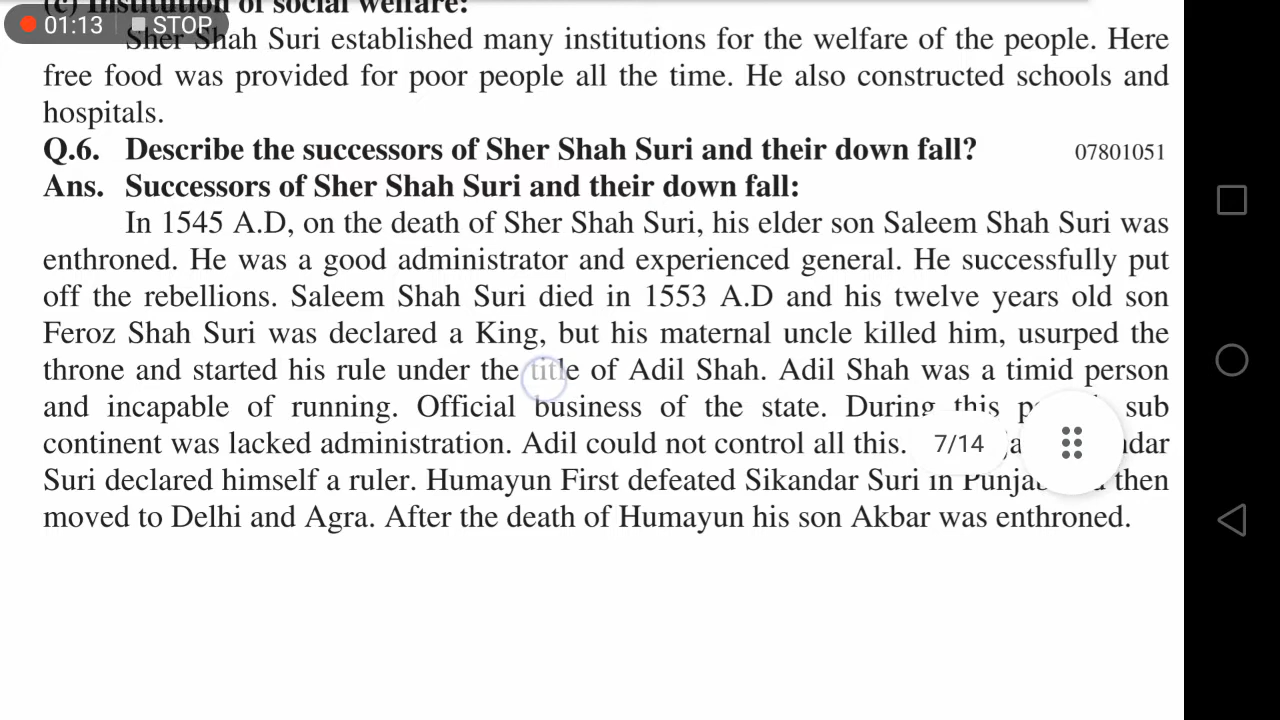 (c) Institution of social welfare:
01:13 STOP
Sher Shah Suri established many institutions for the welfare of the people. Here
free food was provided for poor people all the time. He also constructed schools and
hospitals.
Q.6. Describe the successors of Sher Shah Suri and their down fall? 07801051
Ans. Successors of Sher Shah Suri and their down fall:
In 1545 A.D, on the death of Sher Shah Suri, his elder son Saleem Shah Suri was
enthroned. He was a good administrator and experienced general. He successfully put
off the rebellions. Saleem Shah Suri died in 1553 A.D and his twelve years old son
Feroz Shah Suri was declared a King, but his maternal uncle killed him, usurped the
throne and started his rule under the title of Adil Shah. Adil Shah was a timid person
and incapable of running. Official business of the state. During this sub
continent was lacked administration. Adil could not control all this. 7/14
Suri declared himself a ruler. Humayun First defeated Sikandar Suri in then
moved to Delhi and Agra. After the death of Humayun his son Akbar was enthroned.